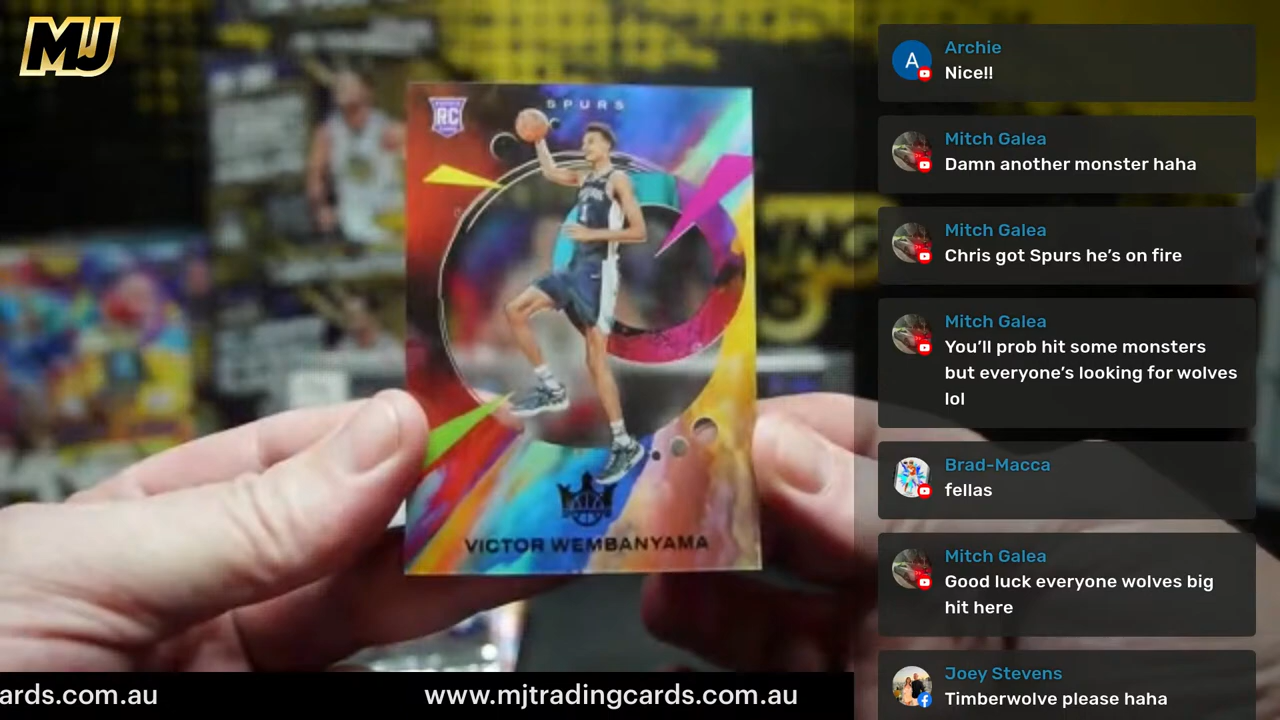 MJ
RC
SPURS
VICTOR WEMBANYAMA
ards.com.au
www.mjtradingcards.com.au
A
Archie
Nice!!
Mitch Galea
Damn another monster haha
Mitch Galea
Chris got Spurs he's on fire
Mitch Galea
You'll prob hit some monsters
but everyone's looking for wolves
lol
Brad-Macca
fellas
Mitch Galea
Good luck everyone wolves big
hit here
Joey Stevens
Timberwolve please haha